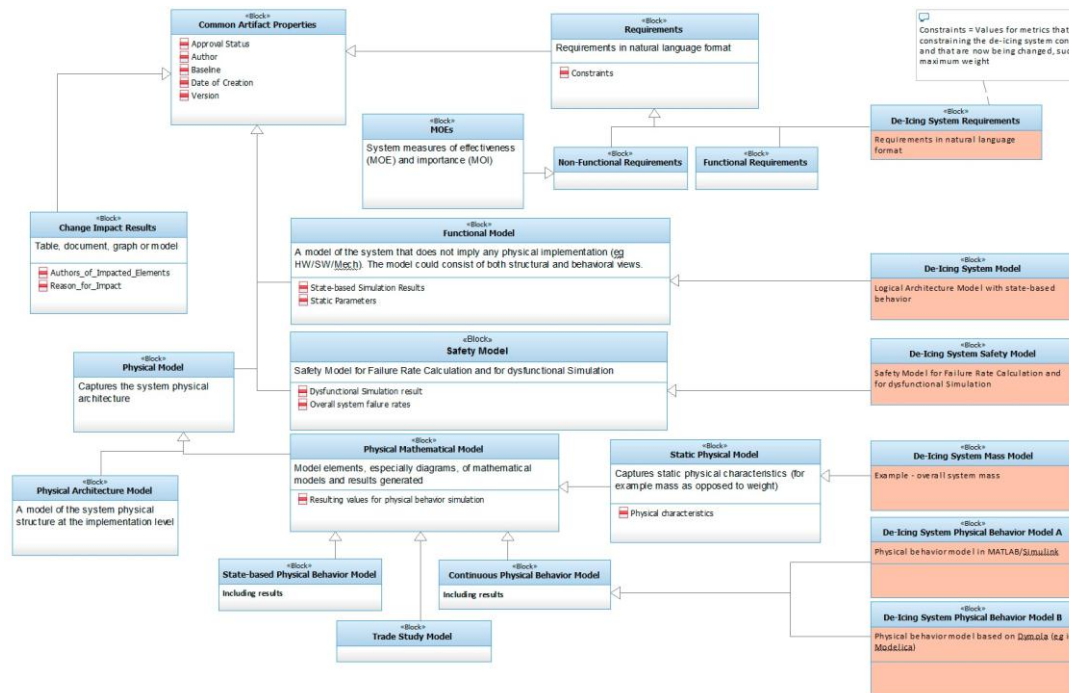 «Block»
Common Artifact Properties
Approval Status
Author
Baseline
Date of Creation
Version
«Block»
Requirements
Requirements in natural language format
Constraints
Constraints = Values for metrics that
constraining the de-icing system con
and that are now being changed, suc
maximum weight
«Block»
MOEs
System measures of effectiveness
(MOE) and importance (MOI)
«Block»
Non-Functional Requirements
«Block»
Functional Requirements
«Block»
De-Icing System Requirements
Requirements in natural language
format
«Block»
Change Impact Results
Table, document, graph or model
Authors_of_Impacted_Elements
Reason_for_Impact
«Block»
Functional Model
A model of the system that does not imply any physical implementation (eg
HW/SW/Mech). The model could consist of both structural and behavioral views.
State-based Simulation Results
Static Parameters
«Block»
De-Icing System Model
Logical Architecture Model with state-based
behavior
«Block»
Safety Model
Safety Model for Failure Rate Calculation and for dysfunctional Simulation
Dysfunctional Simulation result
Overall system failure rates
«Block»
De-Icing System Safety Model
Safety Model for Failure Rate Calculation and
for dysfunctional Simulation
«Block»
Physical Model
Captures the system physical
architecture
«Block»
Physical Mathematical Model
Model elements, especially diagrams, of mathematical
models and results generated
Resulting values for physical behavior simulation
«Block»
Static Physical Model
Captures static physical characteristics (for
example mass as opposed to weight)
Physical characteristics
«Block»
De-Icing System Mass Model
Example - overall system mass
«Block»
Physical Architecture Model
A model of the system physical
structure at the implementation level
«Block»
De-Icing System Physical Behavior Model A
Physical behavior model in MATLAB/Simulink
«Block»
State-based Physical Behavior Model
Including results
«Block»
Continuous Physical Behavior Model
Including results
«Block»
De-Icing System Physical Behavior Model B
Physical behavior model based on Dymola (eg i
Modelica)
«Block»
Trade Study Model